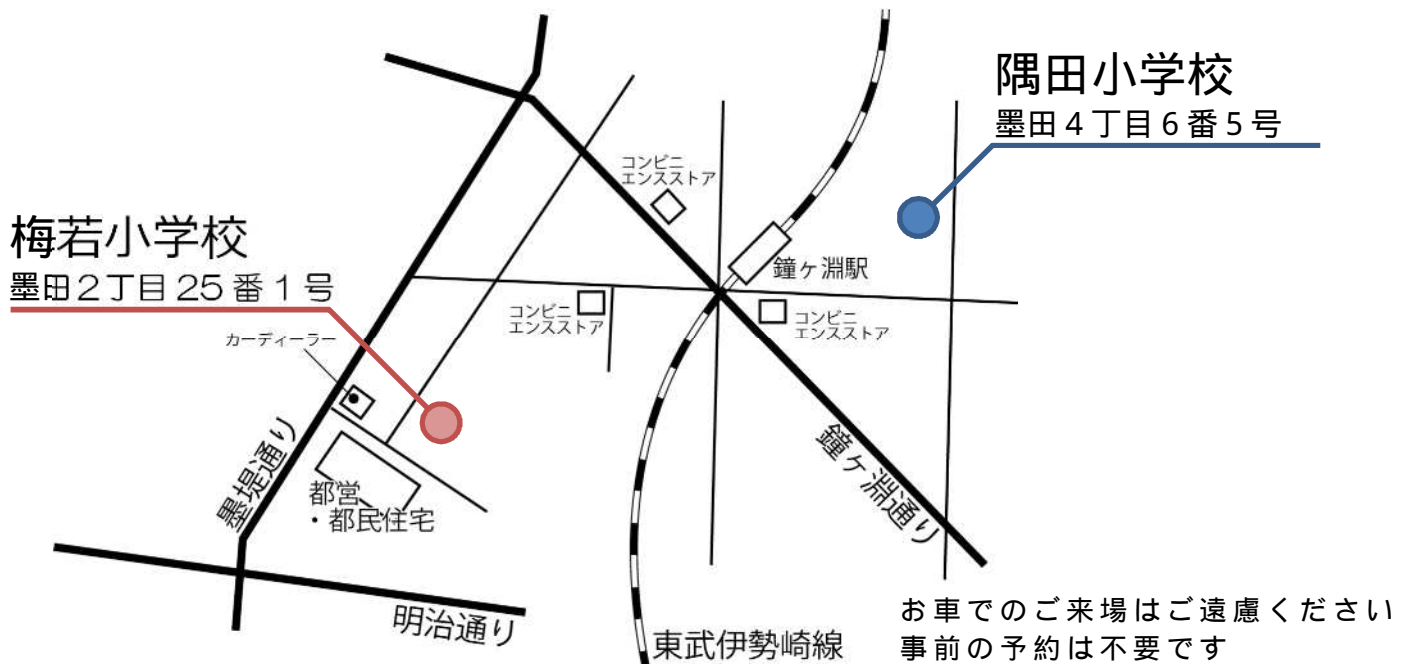 隅田小学校
墨田４丁目６番５号
コンビニ
エンスストア
梅若小学校
墨田２丁目25番１号
鐘ヶ淵駅
コンビニ
エンスストア
コンビニ
エンスストア
カーディーラー
墨堤通り
鐘ヶ淵通り
都営
・都民住宅
明治通り
東武伊勢崎線
お車でのご来場はご遠慮ください
事前の予約は不要です